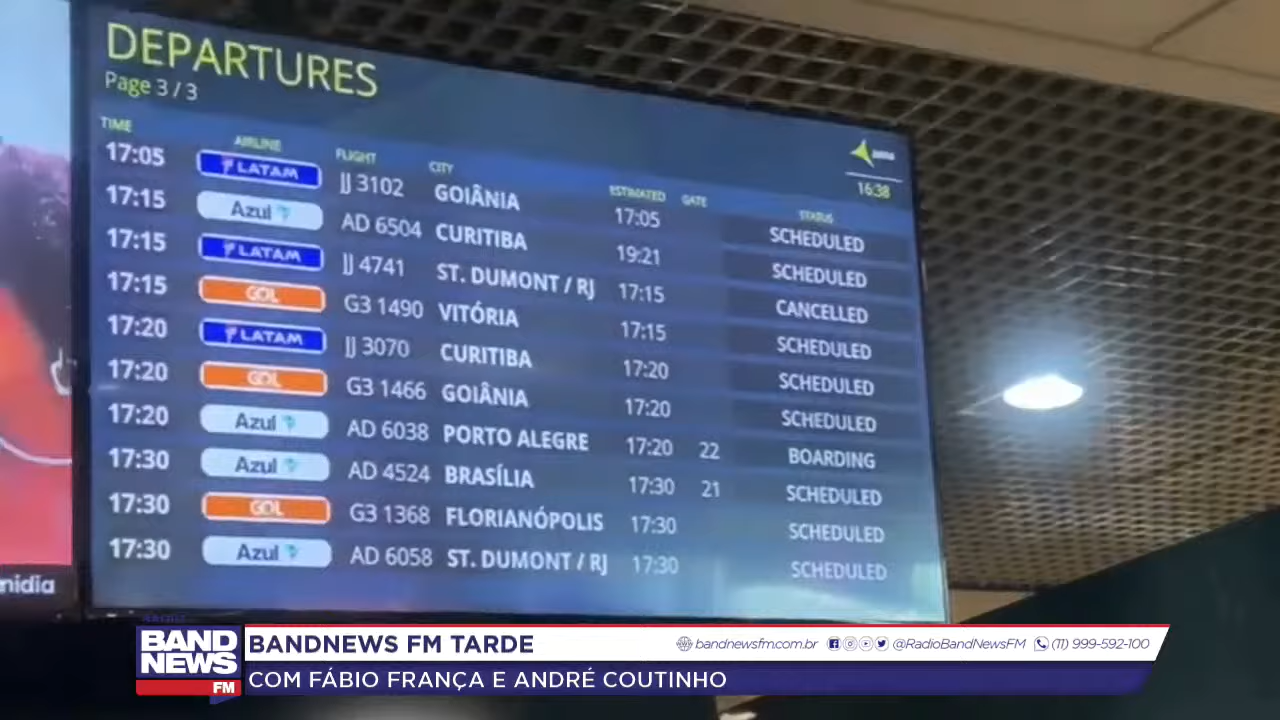 DEPARTURES
Page 3 / 3
16:38
TIME AIRLINE FLIGHT CITY ESTIMATED GATE STATUS
17:05 LATAM JJ 3102 GOIÂNIA 17:05 SCHEDULED
17:15 Azul AD 6504 CURITIBA 19:21 SCHEDULED
17:15 LATAM JJ 4741 ST. DUMONT / RJ 17:15 CANCELLED
17:15 GOL G3 1490 VITÓRIA 17:15 SCHEDULED
17:20 LATAM JJ 3070 CURITIBA 17:20 SCHEDULED
17:20 GOL G3 1466 GOIÂNIA 17:20 SCHEDULED
17:20 Azul AD 6038 PORTO ALEGRE 17:20 22 BOARDING
17:30 Azul AD 4524 BRASÍLIA 17:30 21 SCHEDULED
17:30 GOL G3 1368 FLORIANÓPOLIS 17:30 SCHEDULED
17:30 Azul AD 6058 ST. DUMONT / RJ 17:30 SCHEDULED
midia
BAND
NEWS
FM
BANDNEWS FM TARDE
bandnewsfm.com.br @RadioBandNewsFM (11) 999-592-100
COM FÁBIO FRANÇA E ANDRÉ COUTINHO